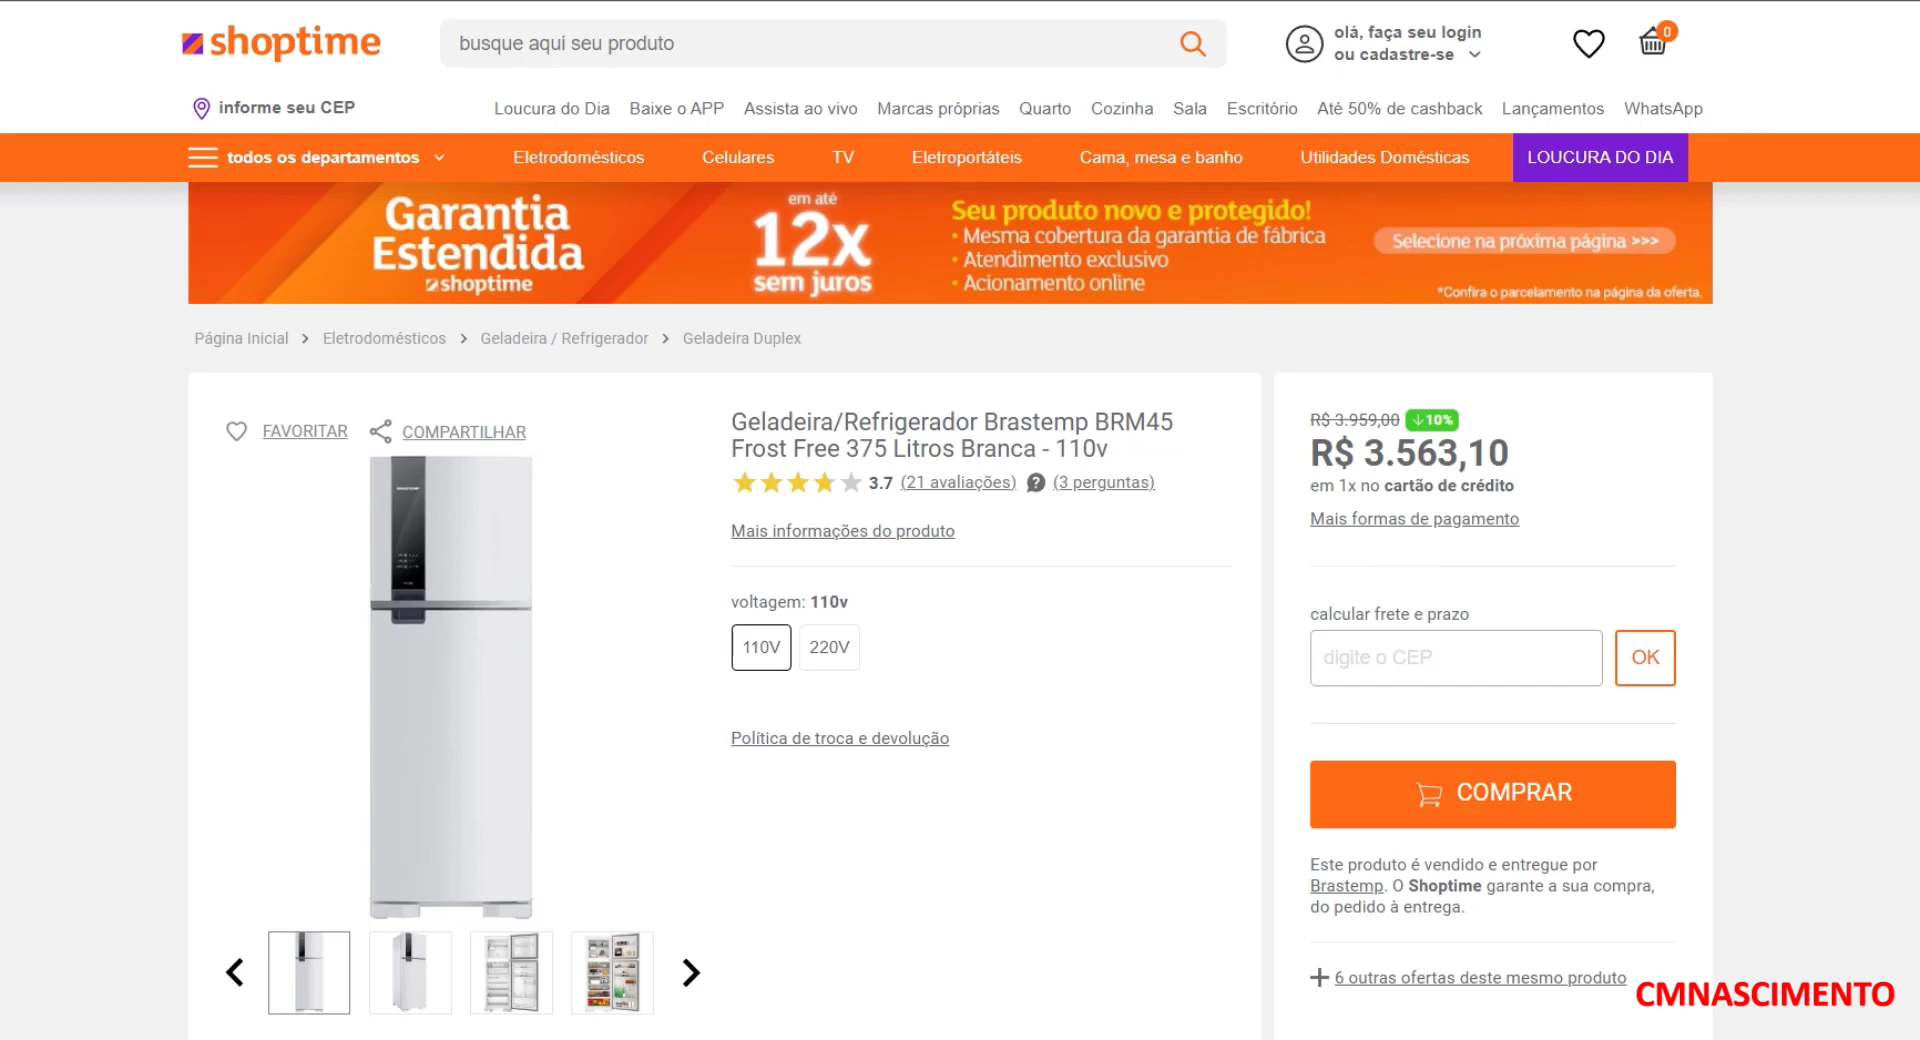 shoptime
busque aqui seu produto
olá, faça seu login
ou cadastre-se
0
informe seu CEP
Loucura do Dia Baixe o APP Assista ao vivo Marcas próprias Quarto Cozinha Sala Escritório Até 50% de cashback Lançamentos WhatsApp
todos os departamentos Eletrodomésticos Celulares TV Eletroportáteis Cama, mesa e banho Utilidades Domésticas LOUCURA DO DIA
Garantia
Estendida
shoptime
em até
12x
sem juros
Seu produto novo e protegido!
• Mesma cobertura da garantia de fábrica
• Atendimento exclusivo
• Acionamento online
Selecione na próxima página >>>
*Confira o parcelamento na página da oferta.
Página Inicial > Eletrodomésticos > Geladeira / Refrigerador > Geladeira Duplex
FAVORITAR COMPARTILHAR
Geladeira/Refrigerador Brastemp BRM45
Frost Free 375 Litros Branca - 110v
3.7 (21 avaliações) ? (3 perguntas)
Mais informações do produto
voltagem: 110v
110V 220V
Política de troca e devolução
R$ 3.959,00 ↓10%
R$ 3.563,10
em 1x no cartão de crédito
Mais formas de pagamento
calcular frete e prazo
digite o CEP OK
COMPRAR
Este produto é vendido e entregue por
Brastemp. O Shoptime garante a sua compra,
do pedido à entrega.
+ 6 outras ofertas deste mesmo produto
CMNASCIMENTO